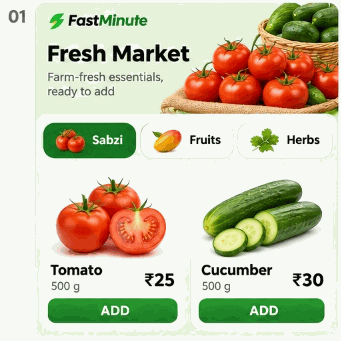 01
FastMinute
Fresh Market
Farm-fresh essentials,
ready to add
Sabzi
Fruits
Herbs
Tomato
500 g
₹25
ADD
Cucumber
500 g
₹30
ADD